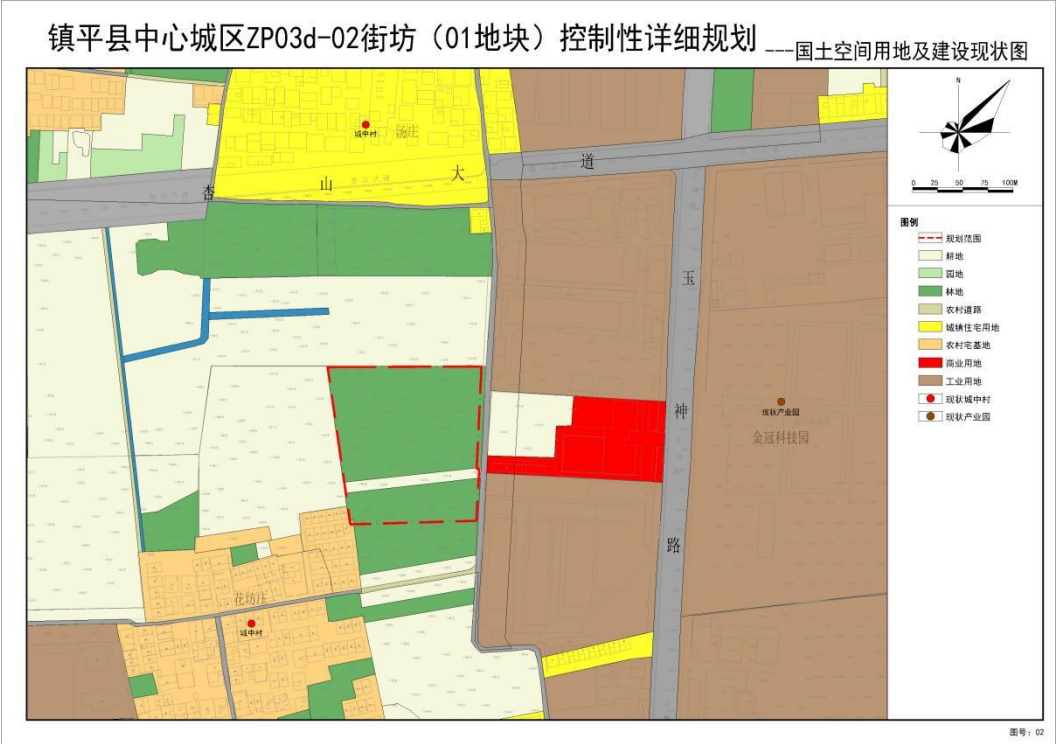 镇平县中心城区ZP03d-02街坊（01地块）控制性详细规划 ---国土空间用地及建设现状图
城中村
汤庄
杏山大道
杏山大道
N
0 25 50 75 100M
图例
规划范围
耕地
园地
林地
农村道路
城镇住宅用地
农村宅基地
商业用地
工业用地
现状城中村
现状产业园
玉神路
现状产业园
金冠科技园
花坊庄
城中村
图号：02